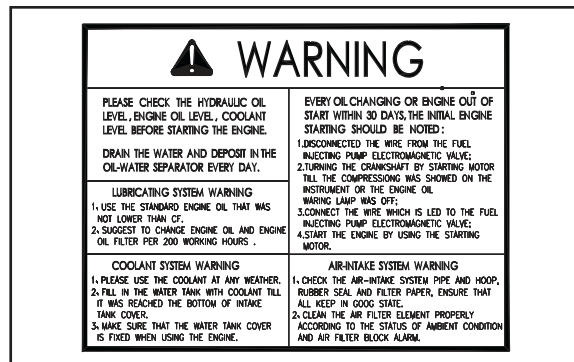 WARNING
PLEASE CHECK THE HYDRAULIC OIL
LEVEL, ENGINE OIL LEVEL, COOLANT
LEVEL BEFORE STARTING THE ENGINE.
DRAIN THE WATER AND DEPOSIT IN THE
OIL-WATER SEPARATOR EVERY DAY.
LUBRICATING SYSTEM WARNING
1、USE THE STANDARD ENGINE OIL THAT WAS
NOT LOWER THAN CF.
2、SUGGEST TO CHANGE ENGINE OIL AND ENGINE
OIL FILTER PER 200 WORKING HOURS .
COOLANT SYSTEM WARNING
1、PLEASE USE THE COOLANT AT ANY WEATHER.
2、FILL IN THE WATER TANK WITH COOLANT TILL
IT WAS REACHED THE BOTTOM OF INTAKE
TANK COVER.
3、MAKE SURE THAT THE WATER TANK COVER
IS FIXED WHEN USING THE ENGINE.
EVERY OIL CHANGING OR ENGINE OUT OF
START WITHIN 30 DAYS, THE INITIAL ENGINE
STARTING SHOULD BE NOTED :
1.DISCONNECTED THE WIRE FROM THE FUEL
INJECTING PUMP ELECTROMAGNETIC VALVE;
2.TURNING THE CRANKSHAFT BY STARTING MOTOR
TILL THE COMPRESSIONG WAS SHOWED ON THE
INSTRUMENT OR THE ENGINE OIL
WARING LAMP WAS OFF;
3.CONNECT THE WIRE WHICH IS LED TO THE FUEL
INJECTING PUMP ELECTROMAGNETIC VALVE;
4.START THE ENGINE BY USING THE STARTING
MOTOR.
AIR-INTAKE SYSTEM WARNING
1、CHECK THE AIR-INTAKE SYSTEM PIPE AND HOOP,
RUBBER SEAL AND FILTER PAPER, ENSURE THAT
ALL KEEP IN GOOG STATE.
2、CLEAN THE AIR FILTER ELEMENT PROPERLY
ACCORDING TO THE STATUS OF AMBIENT CONDITION
AND AIR FILTER BLOCK ALARM.